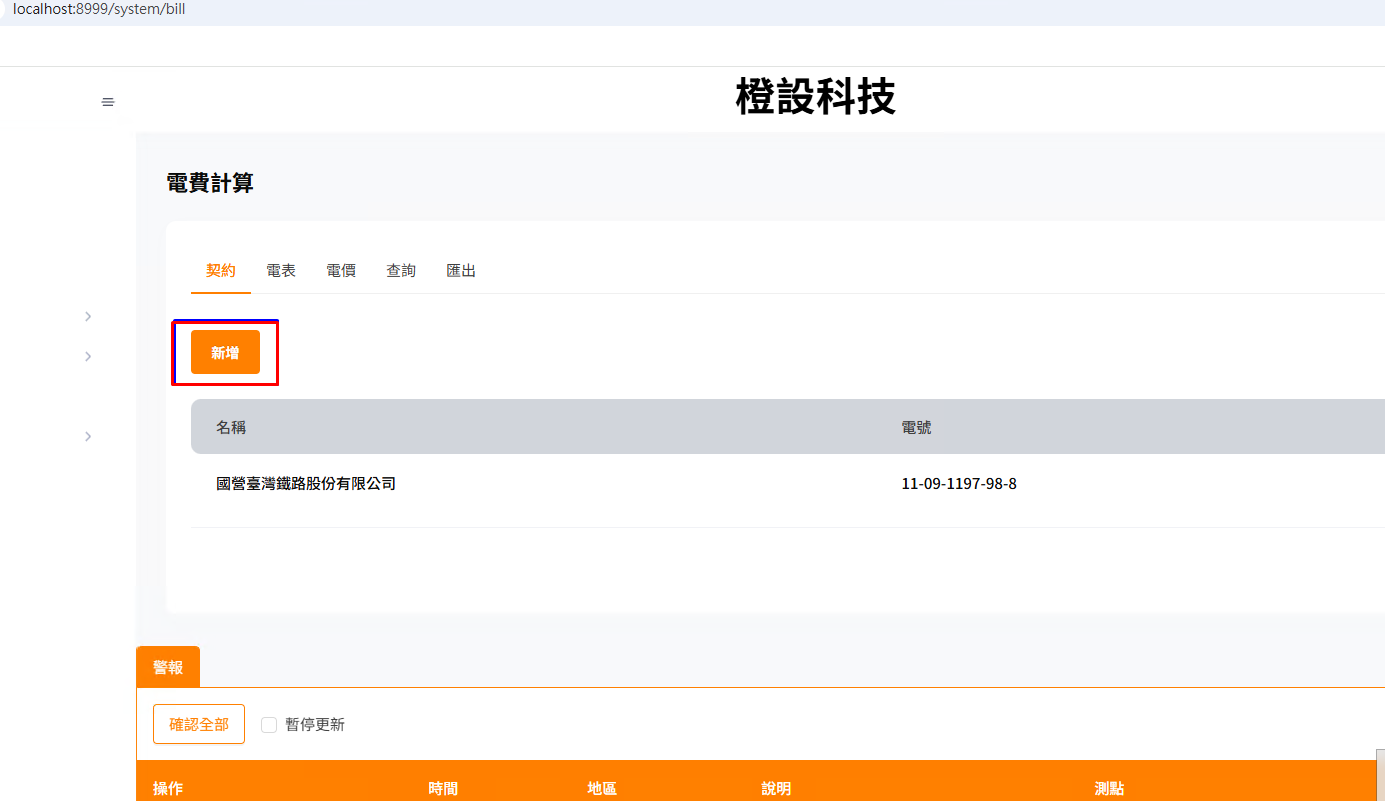 localhost:8999/system/bill
橙設科技
電費計算
契約 電表 電價 查詢 匯出
新增
名稱 電號
國營臺灣鐵路股份有限公司 11-09-1197-98-8
警報
確認全部 暫停更新
操作 時間 地區 說明 測點